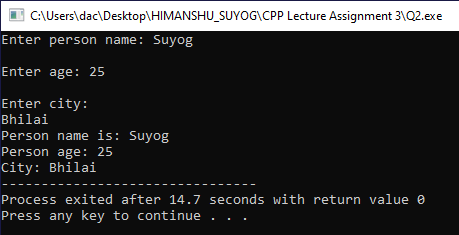 C:\Users\dac\Desktop\HIMANSHU_SUYOG\CPP Lecture Assignment 3\Q2.exe
Enter person name: Suyog
Enter age: 25
Enter city:
Bhilai
Person name is: Suyog
Person age: 25
City: Bhilai
--------------------------------
Process exited after 14.7 seconds with return value 0
Press any key to continue . . .